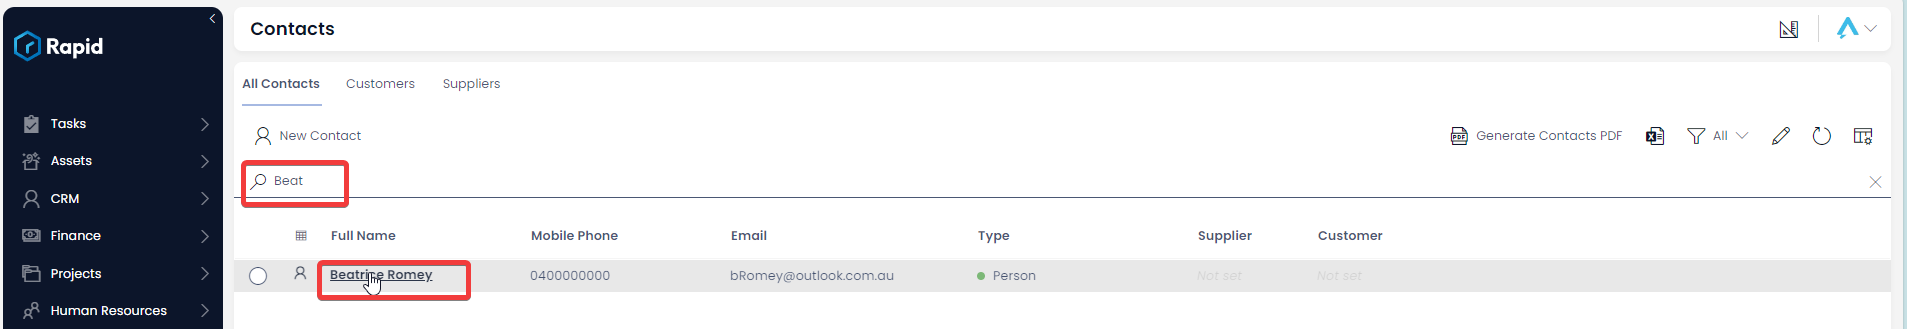 Rapid
Tasks
Assets
CRM
Finance
Projects
Human Resources
Contacts
All Contacts Customers Suppliers
New Contact Generate Contacts PDF All
Beat
Full Name Mobile Phone Email Type Supplier Customer
Beatrice Romey 0400000000 bRomey@outlook.com.au Person Not set Not set